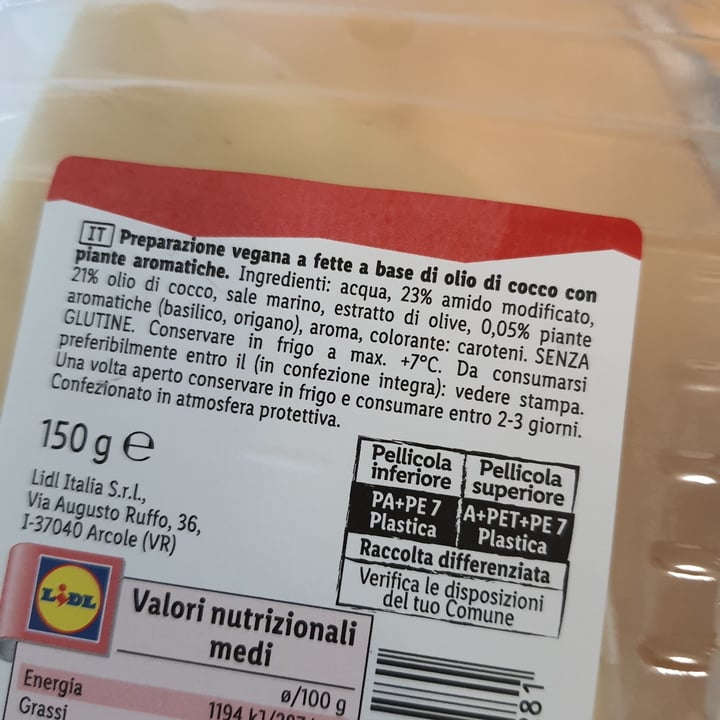 IT Preparazione vegana a fette a base di olio di cocco con
piante aromatiche. Ingredienti: acqua, 23% amido modificato,
21% olio di cocco, sale marino, estratto di olive, 0,05% piante
aromatiche (basilico, origano), aroma, colorante: caroteni. SENZA
GLUTINE. Conservare in frigo a max. +7°C. Da consumarsi
preferibilmente entro il (in confezione integra): vedere stampa.
Una volta aperto conservare in frigo e consumare entro 2-3 giorni.
Confezionato in atmosfera protettiva.
150 g e
Lidl Italia S.r.l.,
Via Augusto Ruffo, 36,
I-37040 Arcole (VR)
Pellicola
inferiore
Pellicola
superiore
PA+PE 7
Plastica
A+PET+PE 7
Plastica
Raccolta differenziata
Verifica le disposizioni
del tuo Comune
LIDL
Valori nutrizionali
medi
ø/100 g
Energia
1194 kJ/
Grassi
81